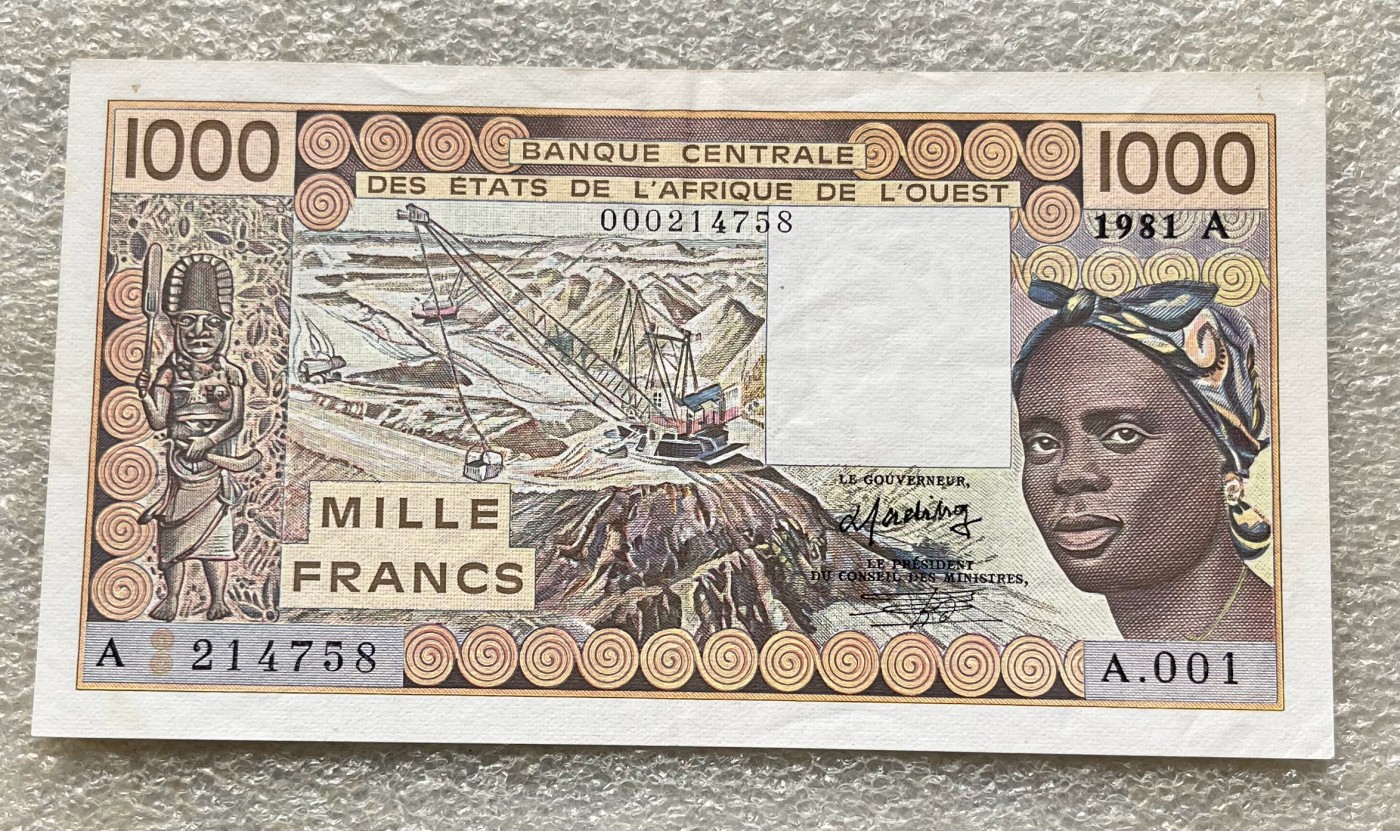 1000
BANQUE CENTRALE
1000
DES ÉTATS DE L'AFRIQUE DE L'OUEST
000214758
1981 A
LE GOUVERNEUR,
MILLE
FRANCS
LE PRÉSIDENT
DU CONSEIL DES MINISTRES,
A 214758
A.001